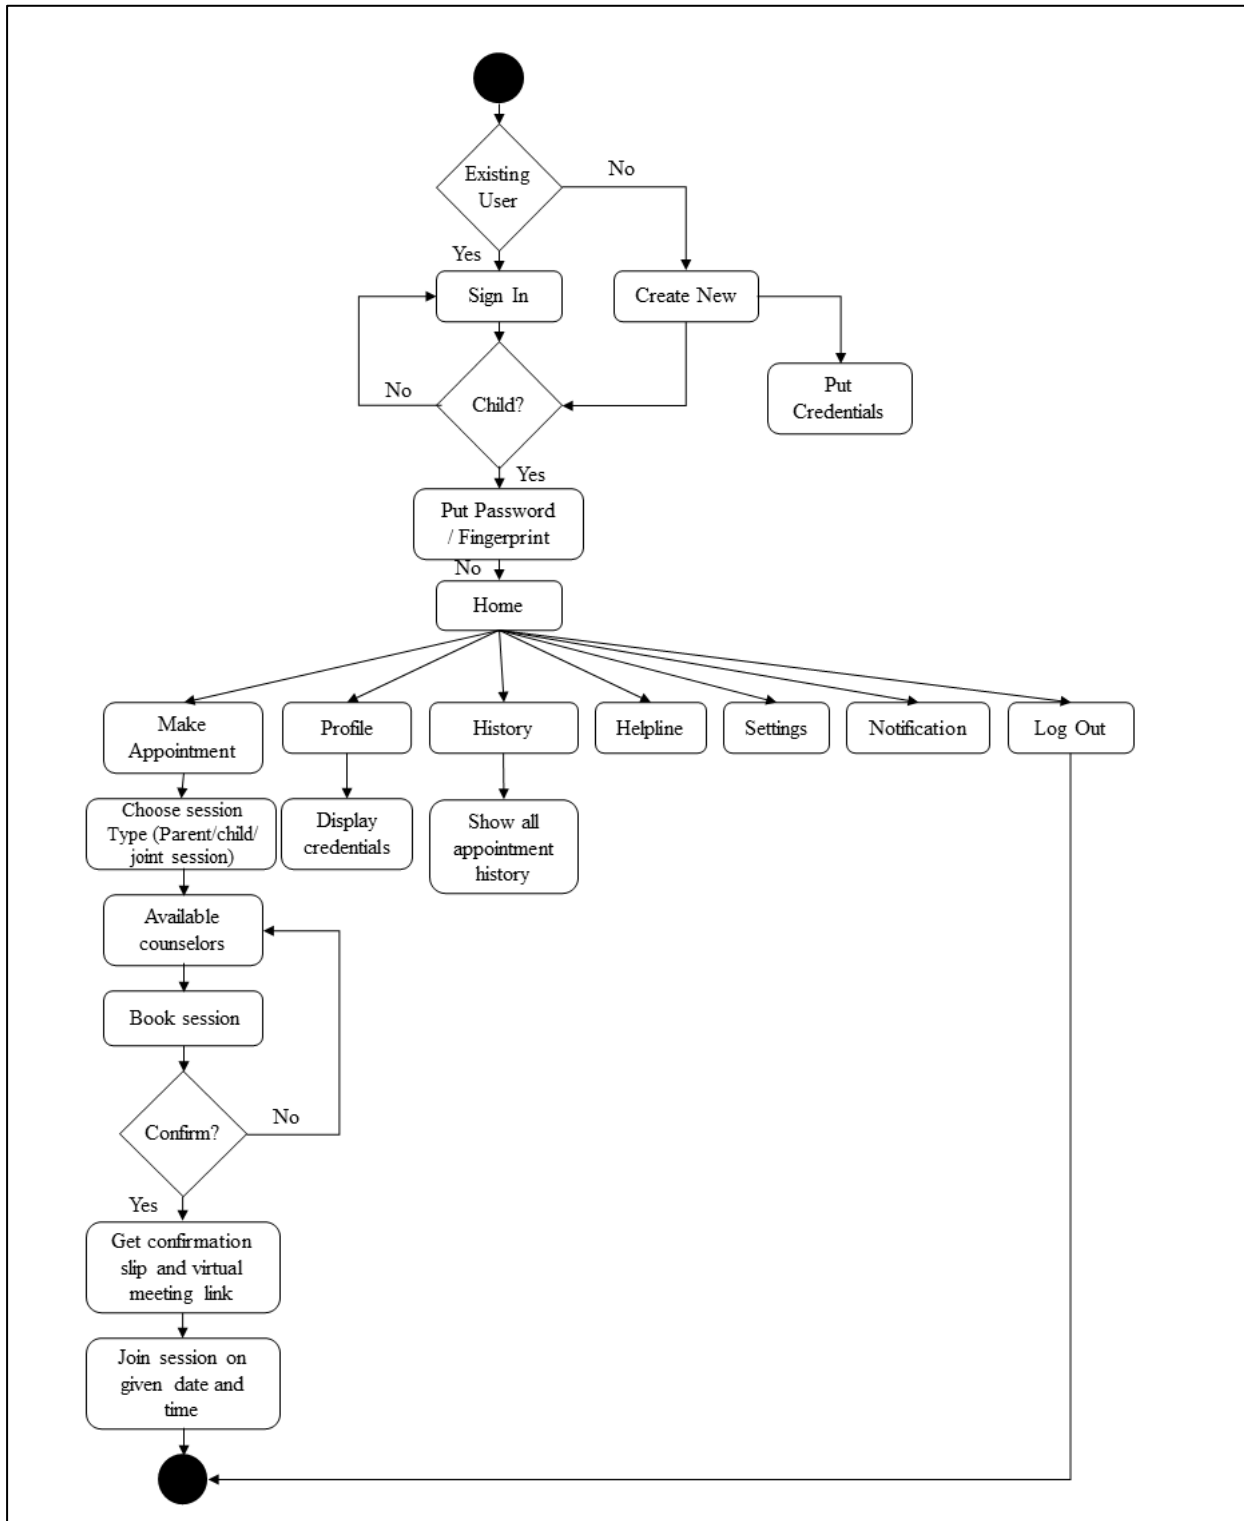 Existing
User
No
Yes
Sign In
Create New
No
Child?
Put
Credentials
Yes
Put Password
/ Fingerprint
No
Home
Make
Appointment
Profile
History
Helpline
Settings
Notification
Log Out
Choose session
Type (Parent/child/
joint session)
Display
credentials
Show all
appointment
history
Available
counselors
Book session
No
Confirm?
Yes
Get confirmation
slip and virtual
meeting link
Join session on
given date and
time